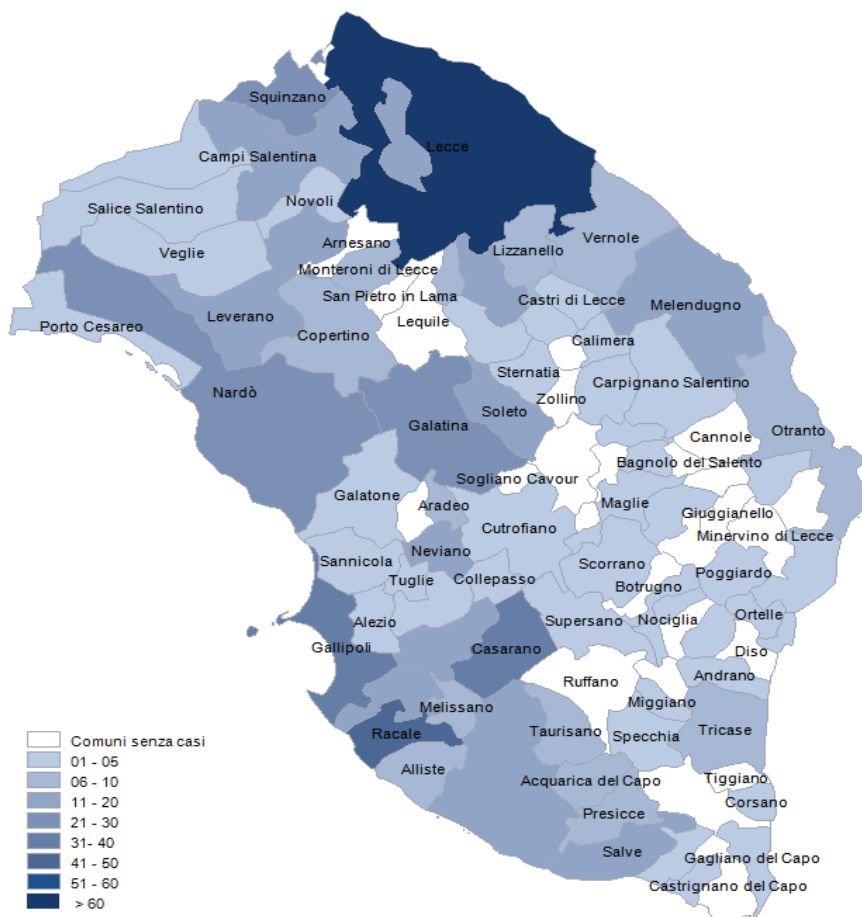 Squinzano
Lecce
Campi Salentina
Novoli
Salice Salentino
Arnesano
Vernole
Lizzanello
Veglie
Monteroni di Lecce
San Pietro in Lama
Castri di Lecce
Melendugno
Leverano
Lequile
Porto Cesareo
Copertino
Calimera
Sternatia
Carpignano Salentino
Nardò
Zollino
Soleto
Galatina
Cannole
Otranto
Bagnolo del Salento
Sogliano Cavour
Galatone
Aradeo
Maglie
Giuggianello
Cutrofiano
Minervino di Lecce
Neviano
Sannicola
Scorrano
Tuglie
Collepasso
Poggiardo
Botrugno
Alezio
Supersano
Nociglia
Ortelle
Gallipoli
Casarano
Diso
Ruffano
Andrano
Miggiano
Melissano
Racale
Taurisano
Specchia
Tricase
Alliste
Acquarica del Capo
Tiggiano
Corsano
Presicce
Salve
Gagliano del Capo
Castrignano del Capo
Comuni senza casi
01 - 05
06 - 10
11 - 20
21 - 30
31- 40
41 - 50
51 - 60
> 60